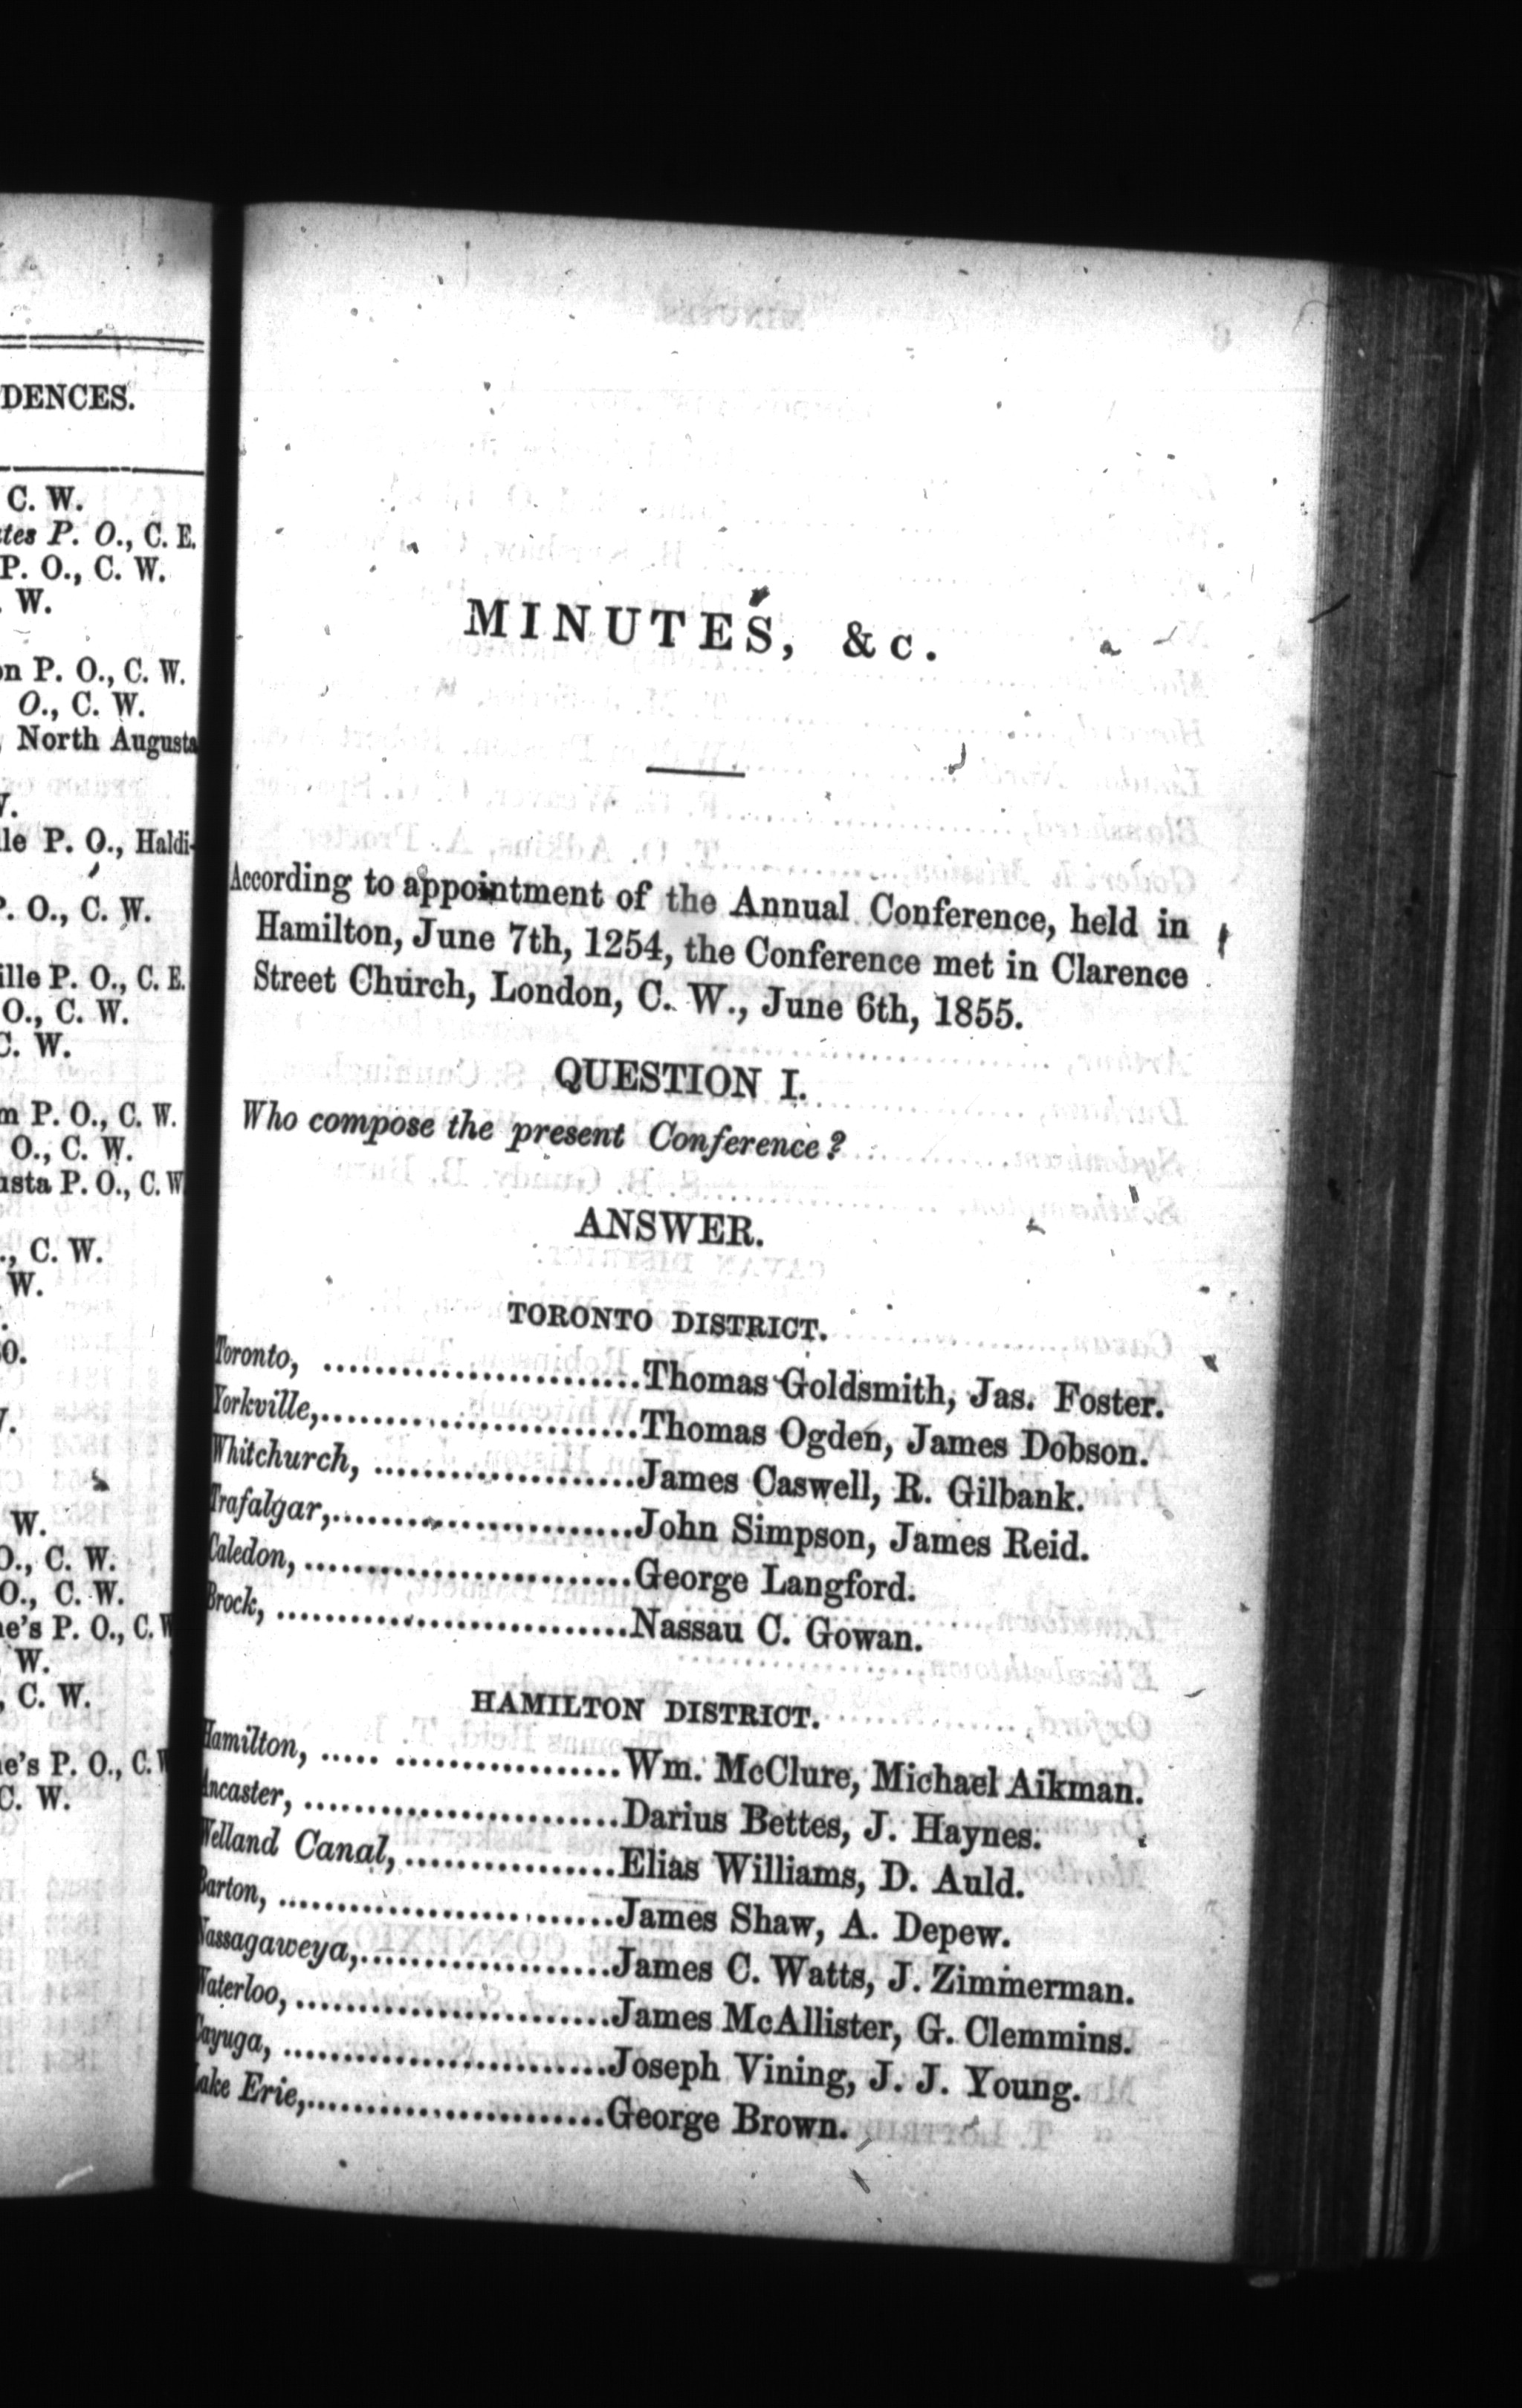 DENCES.
C. W.
P. O., C. E.
P. O., C. W.
W.
P. O., C. W.
O., C. W.
North Augusta
P. O., Haldi-
O., C. W.
P. O., C. E.
O., C. W.
C. W.
P. O., C. W.
O., C. W.
P. O., C. W.
C. W.
W.
W.
O., C. W.
O., C. W.
P. O., C. W
W.
C. W.
P. O., C. W
C. W.
MINUTES, &c.
According to appointment of the Annual Conference, held in
Hamilton, June 7th, 1254, the Conference met in Clarence
Street Church, London, C. W., June 6th, 1855.
QUESTION I.
Who compose the present Conference?
ANSWER.
TORONTO DISTRICT.
Toronto, ........................Thomas Goldsmith, Jas. Foster.
Yorkville,........................Thomas Ogden, James Dobson.
Whitchurch, ....................James Caswell, R. Gilbank.
Trafalgar,.......................John Simpson, James Reid.
Caledon, .........................George Langford.
Brock, ...........................Nassau C. Gowan.
HAMILTON DISTRICT.
Hamilton, ..... .................Wm. McClure, Michael Aikman.
Ancaster, ........................Darius Bettes, J. Haynes.
Welland Canal,................Elias Williams, D. Auld.
Barton, ..........................James Shaw, A. Depew.
Nassagaweya,...................James C. Watts, J. Zimmerman.
Waterloo, ........................James McAllister, G. Clemmins.
Cayuga, .........................Joseph Vining, J. J. Young.
Lake Erie,.......................George Brown.